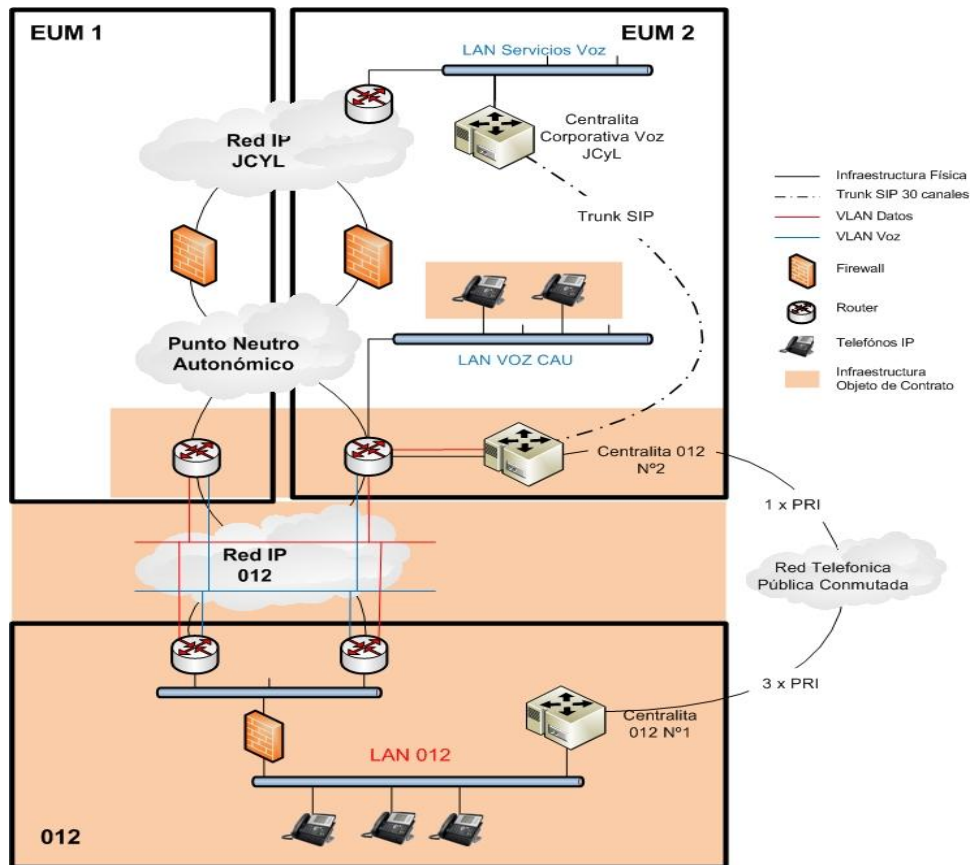 EUM 1
EUM 2
LAN Servicios Voz
Red IP
JCYL
Centralita
Corporativa Voz
JCyL
Trunk SIP
Infraestructura Física
Trunk SIP 30 canales
VLAN Datos
VLAN Voz
Firewall
Router
Telefónos IP
Infraestructura
Objeto de Contrato
Punto Neutro
Autonómico
LAN VOZ CAU
Centralita 012
Nº2
1 x PRI
Red IP
012
Red Telefonica
Pública Conmutada
3 x PRI
Centralita
012 Nº1
LAN 012
012